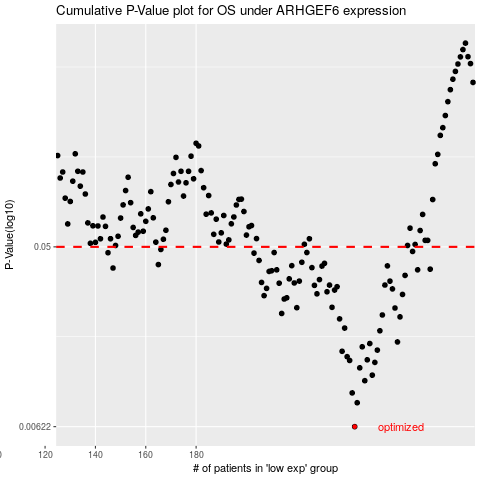 Cumulative P-Value plot for OS under ARHGEF6 expression
P-Value(log10)
0.05
0.00622
optimized
0 120 140 160 180
# of patients in 'low exp' group